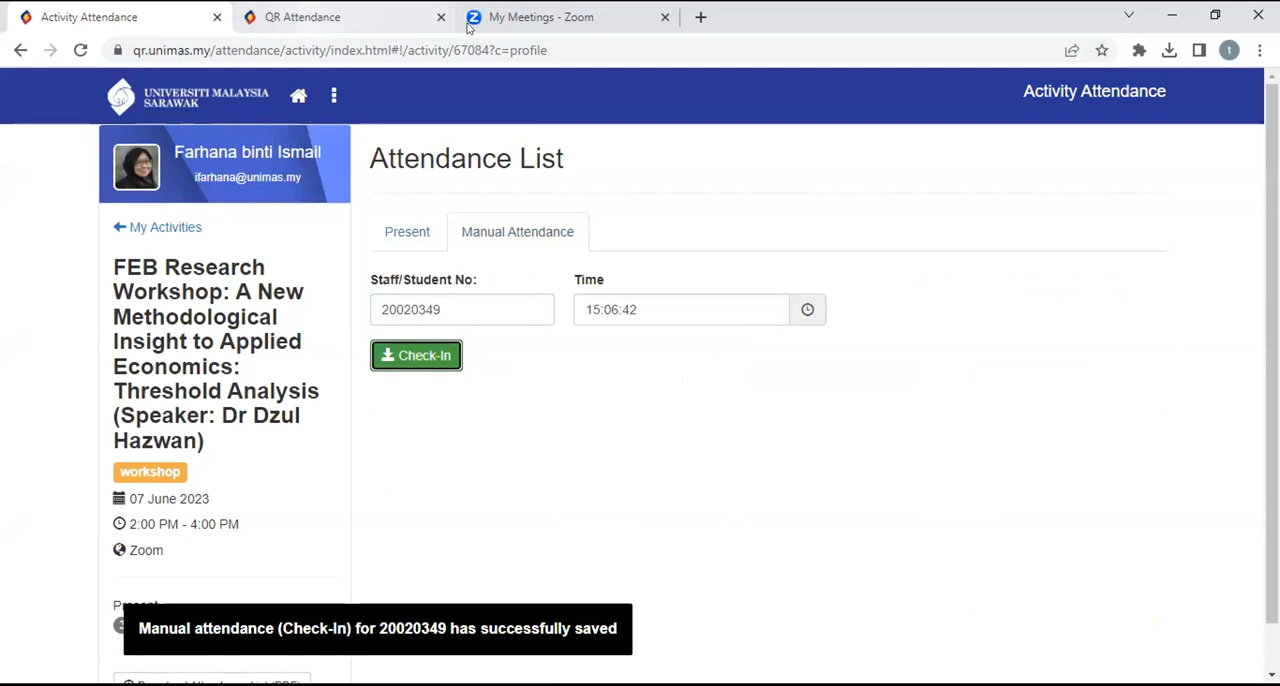 Activity Attendance
QR Attendance
My Meetings - Zoom
qr.unimas.my/attendance/activity/index.html#!/activity/67084?c=profile
t
UNIVERSITI MALAYSIA
SARAWAK
Activity Attendance
Farhana binti Ismail
ifarhana@unimas.my
My Activities
FEB Research
Workshop: A New
Methodological
Insight to Applied
Economics:
Threshold Analysis
(Speaker: Dr Dzul
Hazwan)
workshop
07 June 2023
2:00 PM - 4:00 PM
Zoom
Attendance List
Present
Manual Attendance
Staff/Student No:
Time
20020349
15:06:42
Check-In
Manual attendance (Check-In) for 20020349 has successfully saved